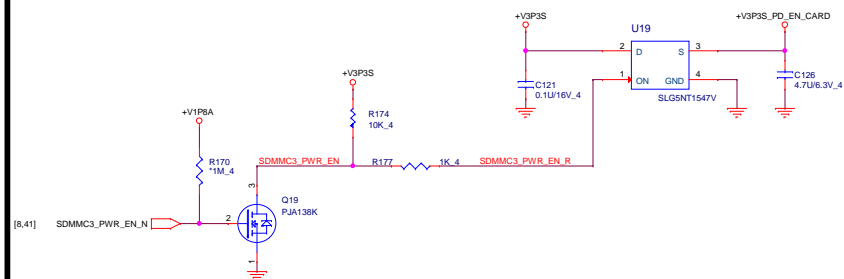 +V3P3S
+V3P3S_PD_EN_CARD
U19
2
D
S
3
1
ON
GND
4
SLG5NT1547V
C121
0.1U/16V_4
C126
4.7U/6.3V_4
+V3P3S
R174
10K_4
+V1P8A
R170
*1M_4
SDMMC3_PWR_EN
R177
1K_4
SDMMC3_PWR_EN_R
3
Q19
PJA138K
2
1
[8,41]
SDMMC3_PWR_EN_N